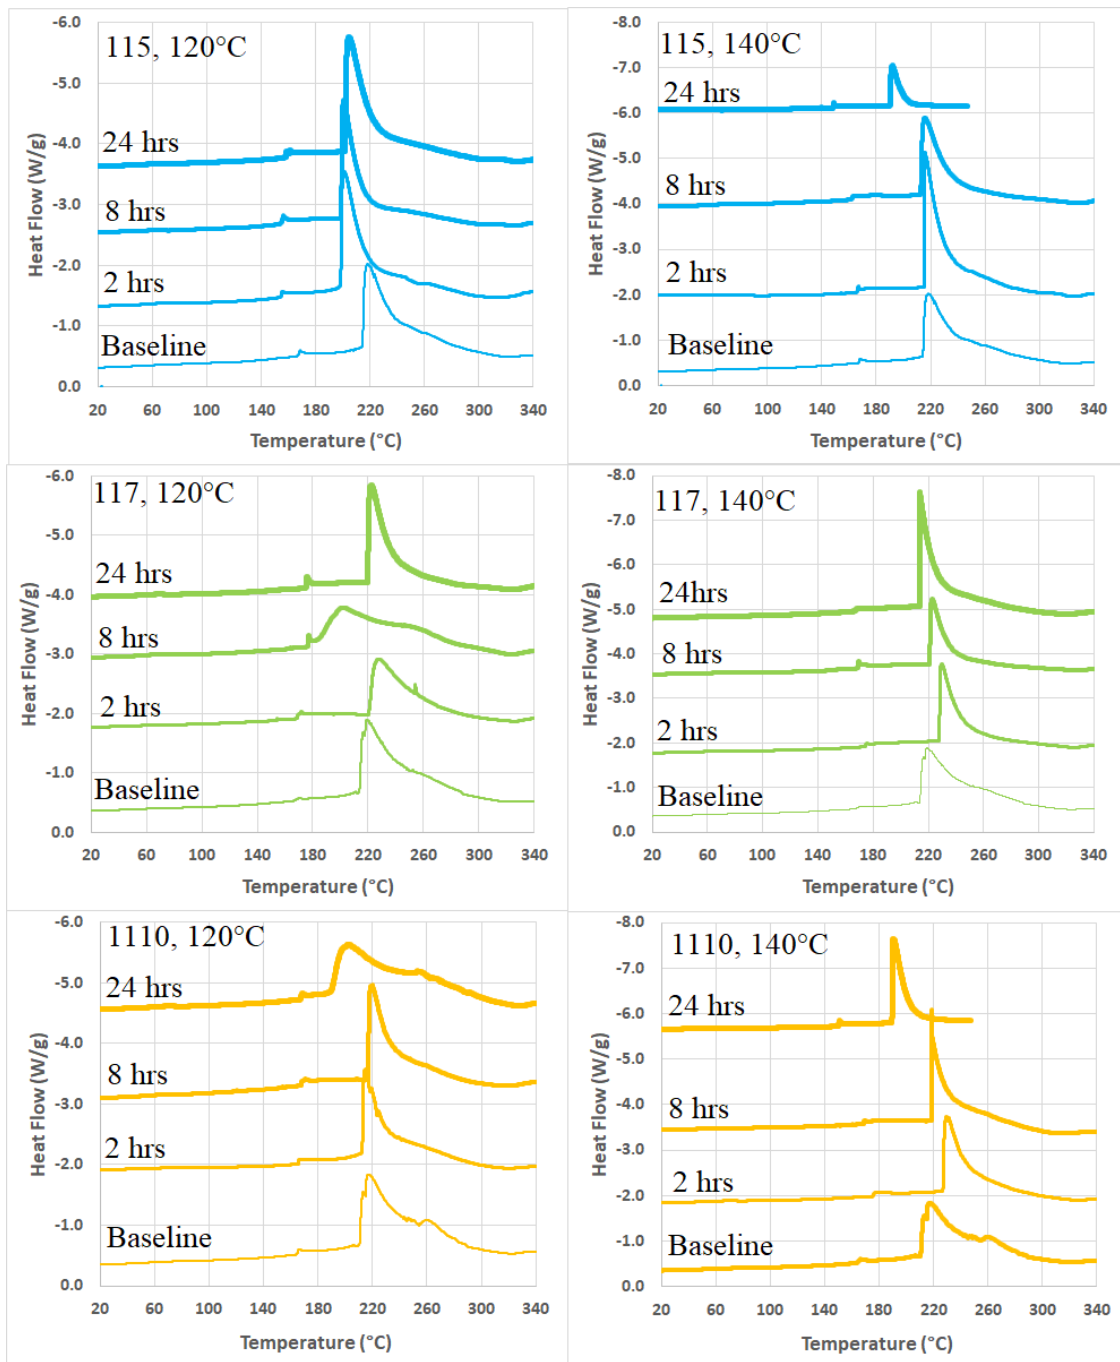 115, 120°C
-6.0
-5.0
-4.0
-3.0
-2.0
-1.0
0.0
24 hrs
8 hrs
2 hrs
Baseline
Heat Flow (W/g)
20 60 100 140 180 220 260 300 340
Temperature (°C)
115, 140°C
-8.0
-7.0
-6.0
-5.0
-4.0
-3.0
-2.0
-1.0
0.0
24 hrs
8 hrs
2 hrs
Baseline
Heat Flow (W/g)
20 60 100 140 180 220 260 300 340
Temperature (°C)
117, 120°C
-6.0
-5.0
-4.0
-3.0
-2.0
-1.0
0.0
24 hrs
8 hrs
2 hrs
Baseline
Heat Flow (W/g)
20 60 100 140 180 220 260 300 340
Temperature (°C)
117, 140°C
-8.0
-7.0
-6.0
-5.0
-4.0
-3.0
-2.0
-1.0
0.0
24hrs
8 hrs
2 hrs
Baseline
Heat Flow (W/g)
20 60 100 140 180 220 260 300 340
Temperature (°C)
1110, 120°C
-6.0
-5.0
-4.0
-3.0
-2.0
-1.0
0.0
24 hrs
8 hrs
2 hrs
Baseline
Heat Flow (W/g)
20 60 100 140 180 220 260 300 340
Temperature (°C)
1110, 140°C
-8.0
-7.0
-6.0
-5.0
-4.0
-3.0
-2.0
-1.0
0.0
24 hrs
8 hrs
2 hrs
Baseline
Heat Flow (W/g)
20 60 100 140 180 220 260 300 340
Temperature (°C)